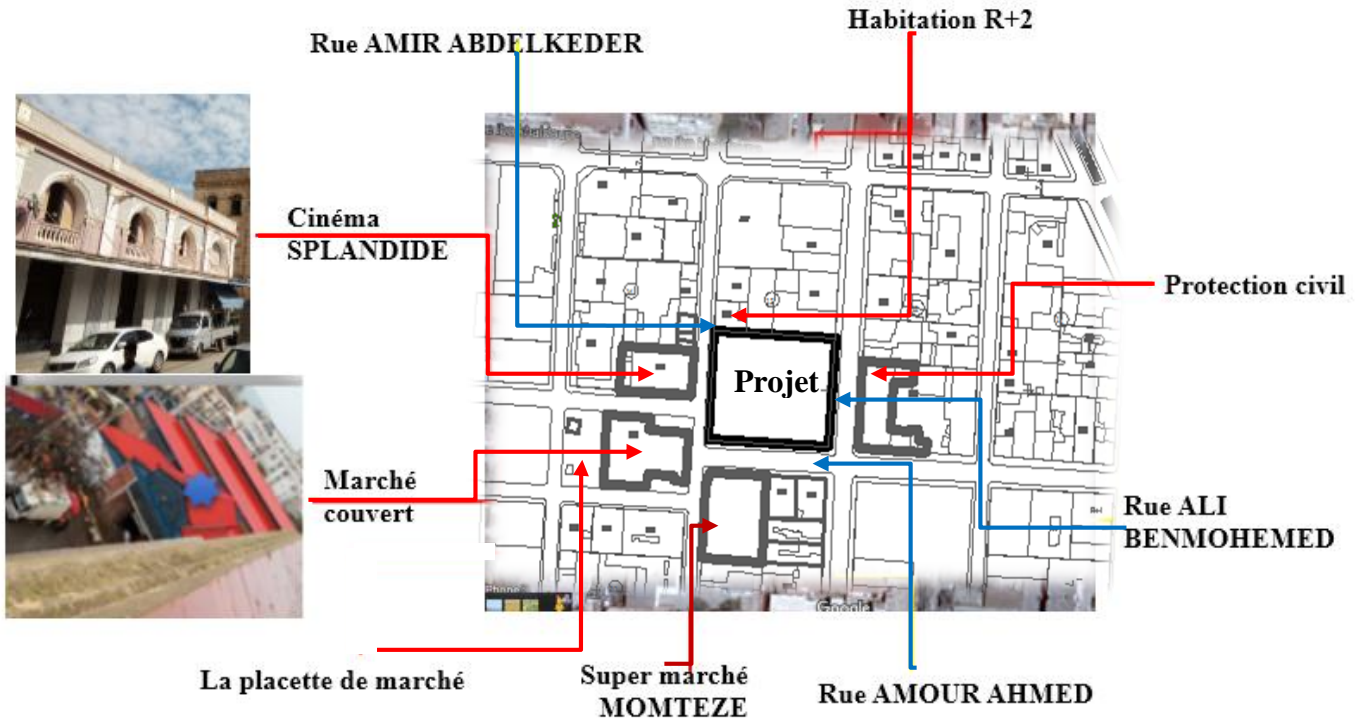 Habitation R+2
Rue AMIR ABDELKEDER
Cinéma
SPLANDIDE
Protection civil
Projet
Marché
couvert
Rue ALI
BENMOHEMED
La placette de marché
Super marché
MOMTEZE
Rue AMOUR AHMED
Google